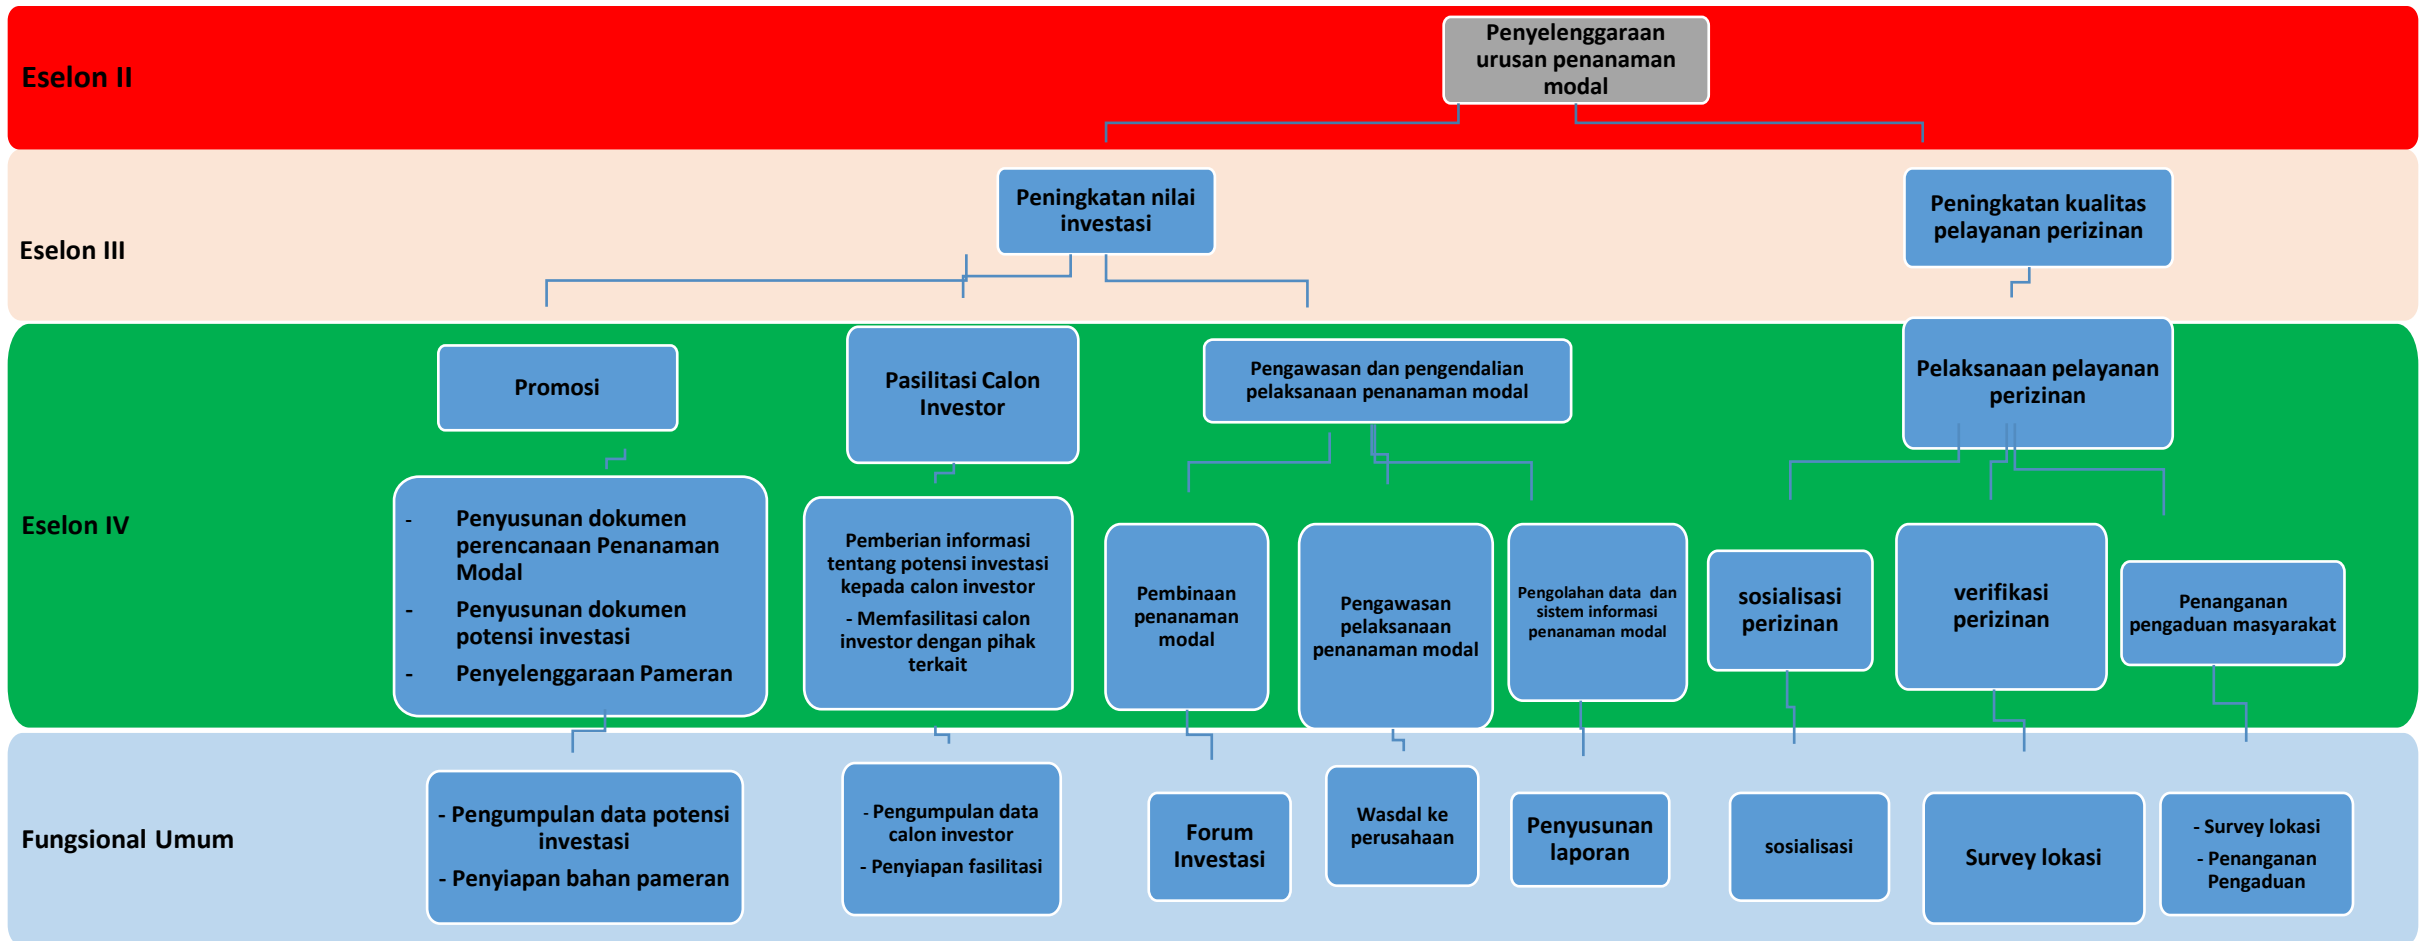 Eselon II
Penyelenggaraan
urusan penanaman
modal
Eselon III
Peningkatan nilai
investasi
Peningkatan kualitas
pelayanan perizinan
Eselon IV
Promosi
Pasilitasi Calon
Investor
Pengawasan dan pengendalian
pelaksanaan penanaman modal
Pelaksanaan pelayanan
perizinan
- Penyusunan dokumen
perencanaan Penanaman
Modal
- Penyusunan dokumen
potensi investasi
- Penyelenggaraan Pameran
Pemberian informasi
tentang potensi investasi
kepada calon investor
- Memfasilitasi calon
investor dengan pihak
terkait
Pembinaan
penanaman
modal
Pengawasan
pelaksanaan
penanaman modal
Pengolahan data  dan
sistem informasi
penanaman modal
sosialisasi
perizinan
verifikasi
perizinan
Penanganan
pengaduan masyarakat
Fungsional Umum
- Pengumpulan data potensi
investasi
- Penyiapan bahan pameran
- Pengumpulan data
calon investor
- Penyiapan fasilitasi
Forum
Investasi
Wasdal ke
perusahaan
Penyusunan
laporan
sosialisasi
Survey lokasi
- Survey lokasi
- Penanganan
Pengaduan